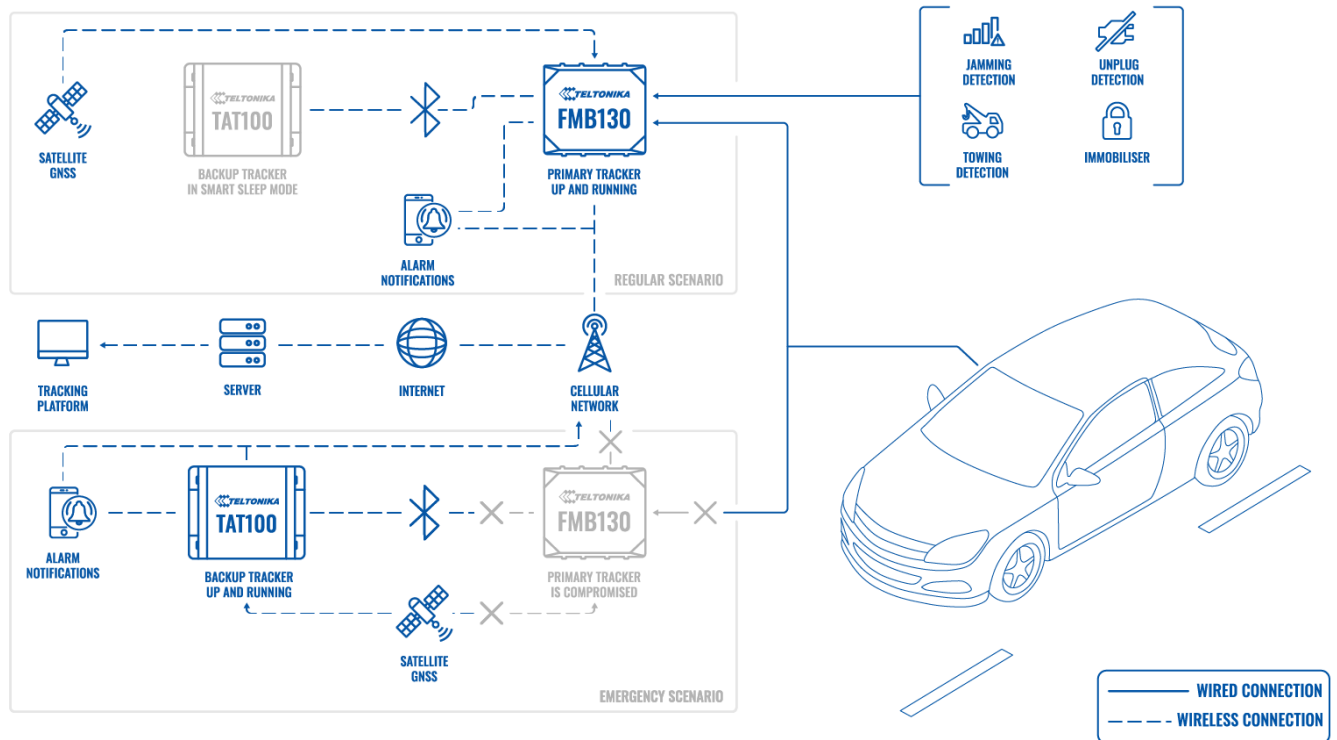 JAMMING
DETECTION
UNPLUG
DETECTION
TOWING
DETECTION
IMMOBILISER
SATELLITE
GNSS
TELTONIKA
TAT100
BACKUP TRACKER
IN SMART SLEEP MODE
TELTONIKA
FMB130
PRIMARY TRACKER
UP AND RUNNING
ALARM
NOTIFICATIONS
REGULAR SCENARIO
TRACKING
PLATFORM
SERVER
INTERNET
CELLULAR
NETWORK
ALARM
NOTIFICATIONS
TELTONIKA
TAT100
BACKUP TRACKER
UP AND RUNNING
TELTONIKA
FMB130
PRIMARY TRACKER
IS COMPROMISED
SATELLITE
GNSS
EMERGENCY SCENARIO
WIRED CONNECTION
WIRELESS CONNECTION